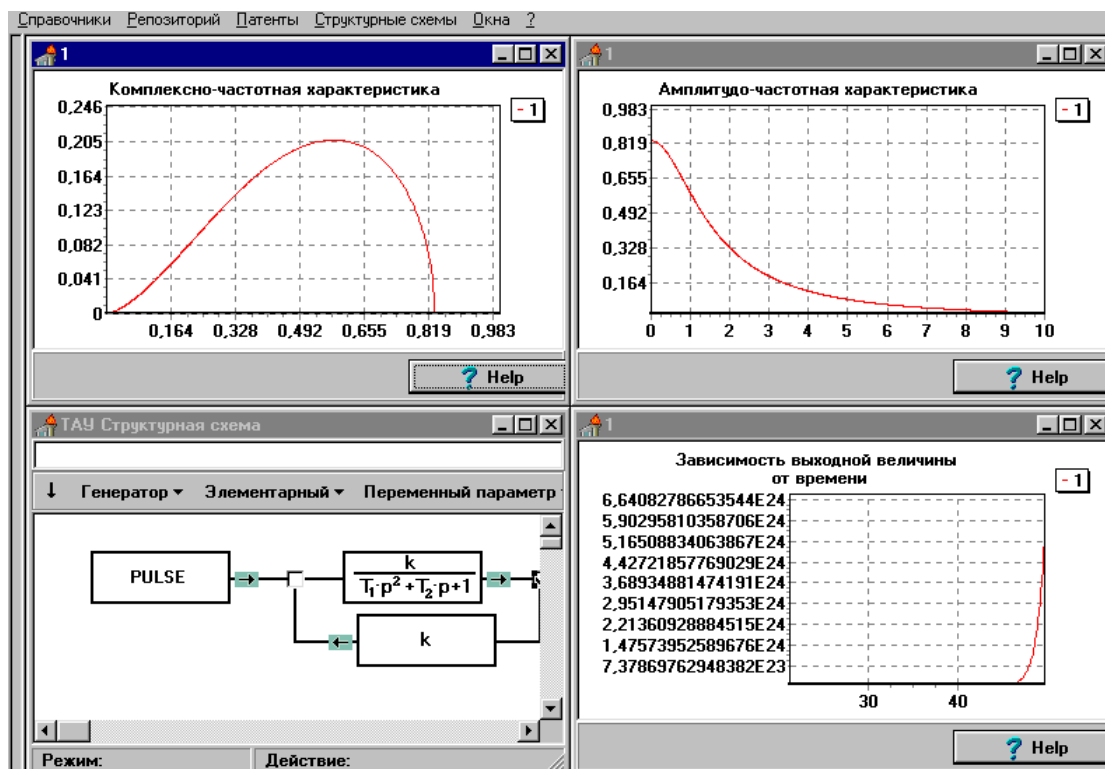 Справочники Репозиторий Патенты Структурные схемы Окна ?
1
Комплексно-частотная характеристика
0,246
0,205
0,164
0,123
0,082
0,041
0
0,164 0,328 0,492 0,655 0,819 0,983
- 1
? Help
1
Амплитудо-частотная характеристика
0,983
0,819
0,655
0,492
0,328
0,164
0 1 2 3 4 5 6 7 8 9 10
- 1
? Help
ТАУ Структурная схема
↓ Генератор Элементарный Переменный параметр
PULSE
k
T₁·p²+T₂·p+1
k
Режим: Действие:
1
Зависимость выходной величины
от времени
6,64082786653544E24
5,90295810358706E24
5,16508834063867E24
4,42721857769029E24
3,68934881474191E24
2,95147905179353E24
2,21360928884515E24
1,47573952589676E24
7,37869762948382E23
30 40
- 1
? Help